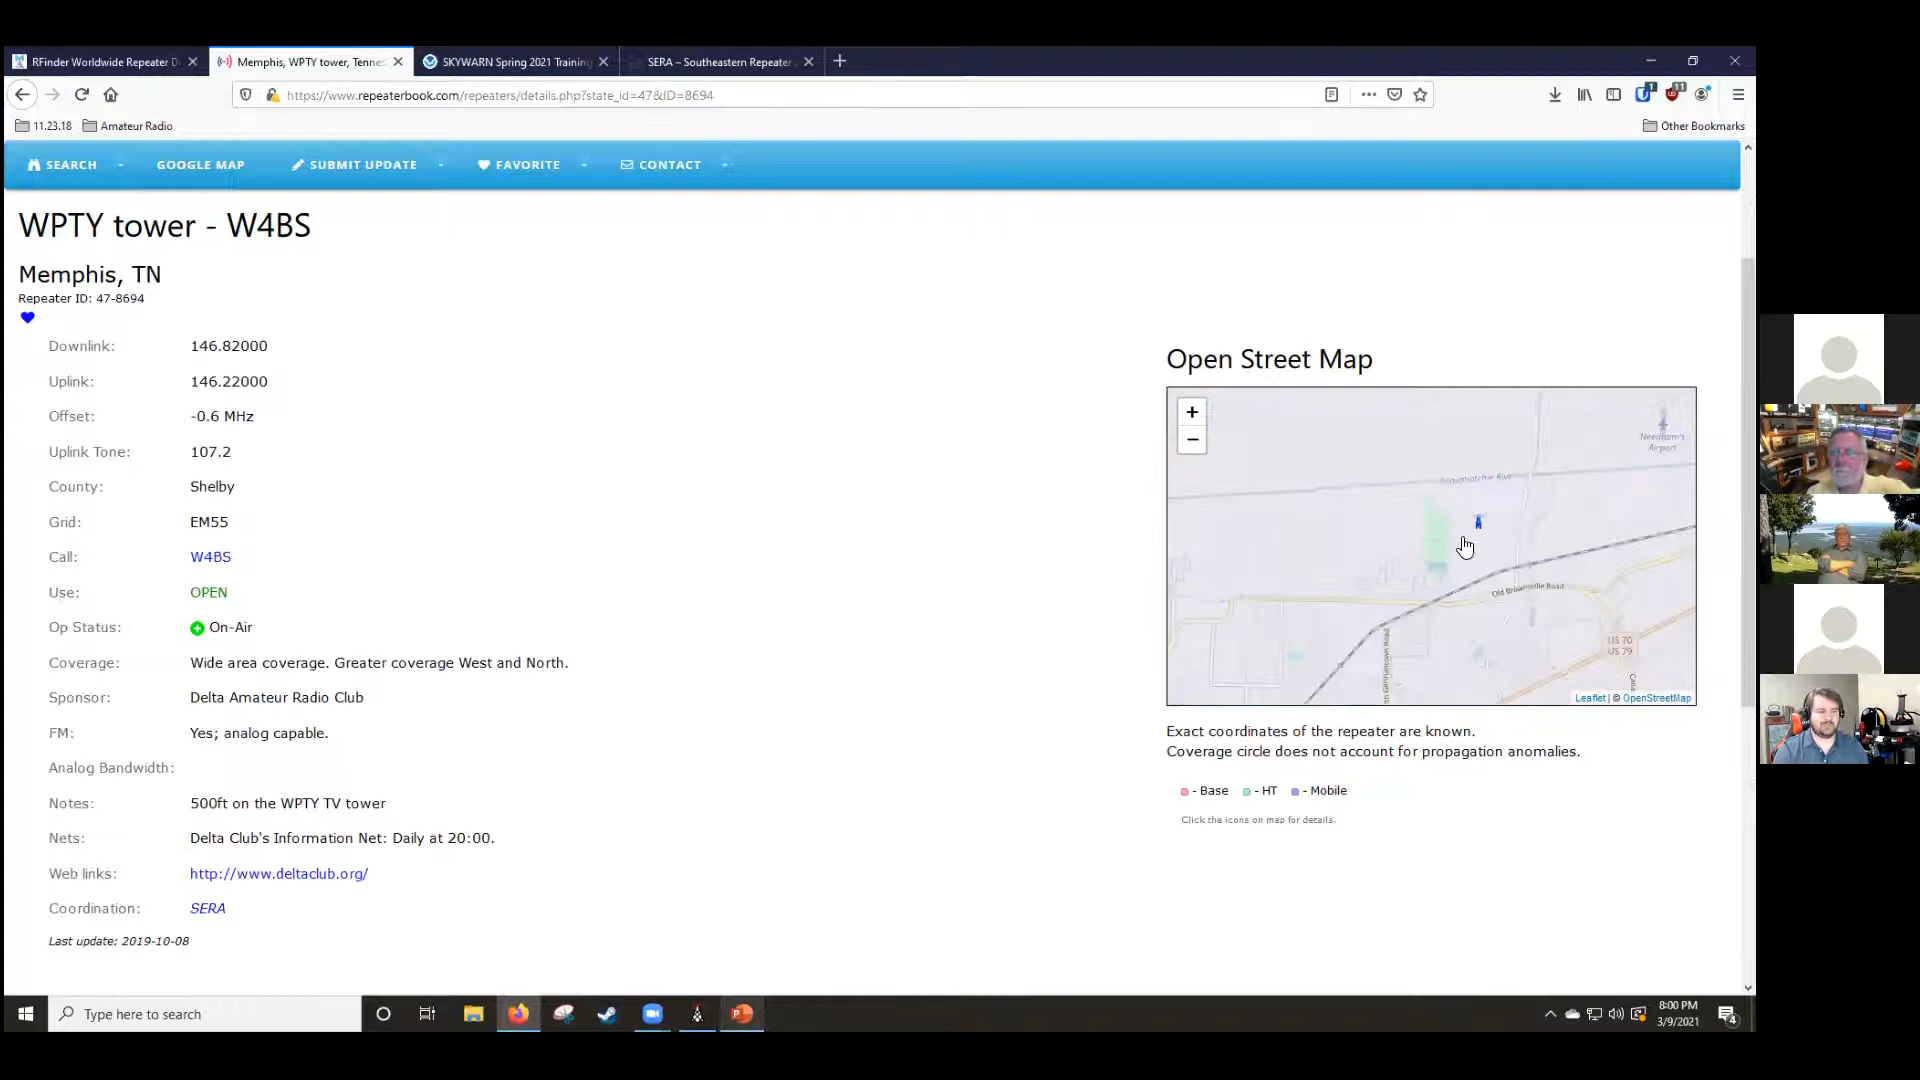 RFinder Worldwide Repeater D
Memphis, WPTY tower, Tennes
SKYWARN Spring 2021 Training
SERA – Southeastern Repeater
https://www.repeaterbook.com/repeaters/details.php?state_id=47&ID=8694
11.23.18
Amateur Radio
Other Bookmarks
SEARCH
GOOGLE MAP
SUBMIT UPDATE
FAVORITE
CONTACT
WPTY tower - W4BS
Memphis, TN
Repeater ID: 47-8694
Downlink: 146.82000
Uplink: 146.22000
Offset: -0.6 MHz
Uplink Tone: 107.2
County: Shelby
Grid: EM55
Call: W4BS
Use: OPEN
Op Status: On-Air
Coverage: Wide area coverage. Greater coverage West and North.
Sponsor: Delta Amateur Radio Club
FM: Yes; analog capable.
Analog Bandwidth:
Notes: 500ft on the WPTY TV tower
Nets: Delta Club's Information Net: Daily at 20:00.
Web links: http://www.deltaclub.org/
Coordination: SERA
Last update: 2019-10-08
Open Street Map
+
−
Needham's
Airport
Old Brownsville Road
US 70
US 79
Leaflet | © OpenStreetMap
Exact coordinates of the repeater are known.
Coverage circle does not account for propagation anomalies.
- Base - HT - Mobile
Click the icons on map for details.
Type here to search
8:00 PM
3/9/2021
4